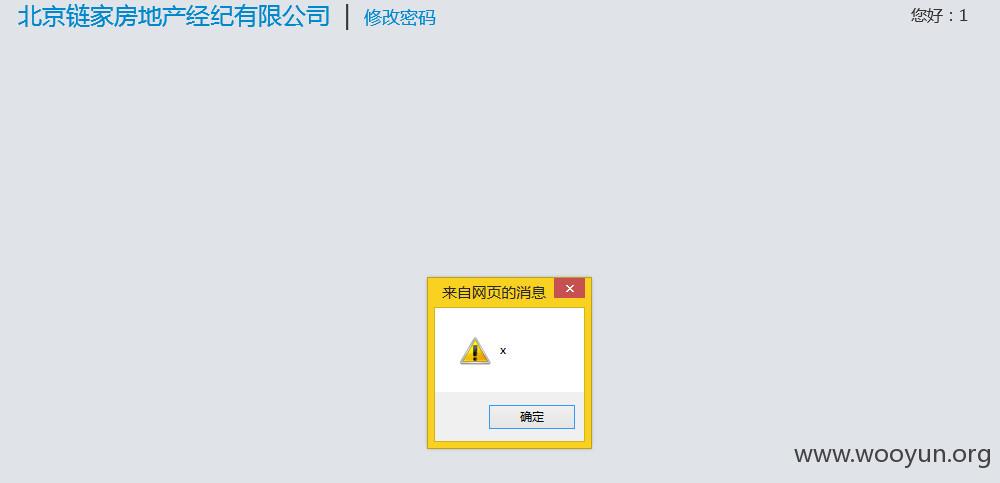 北京链家房地产经纪有限公司 | 修改密码 您好：1
来自网页的消息
x
确定
www.wooyun.org